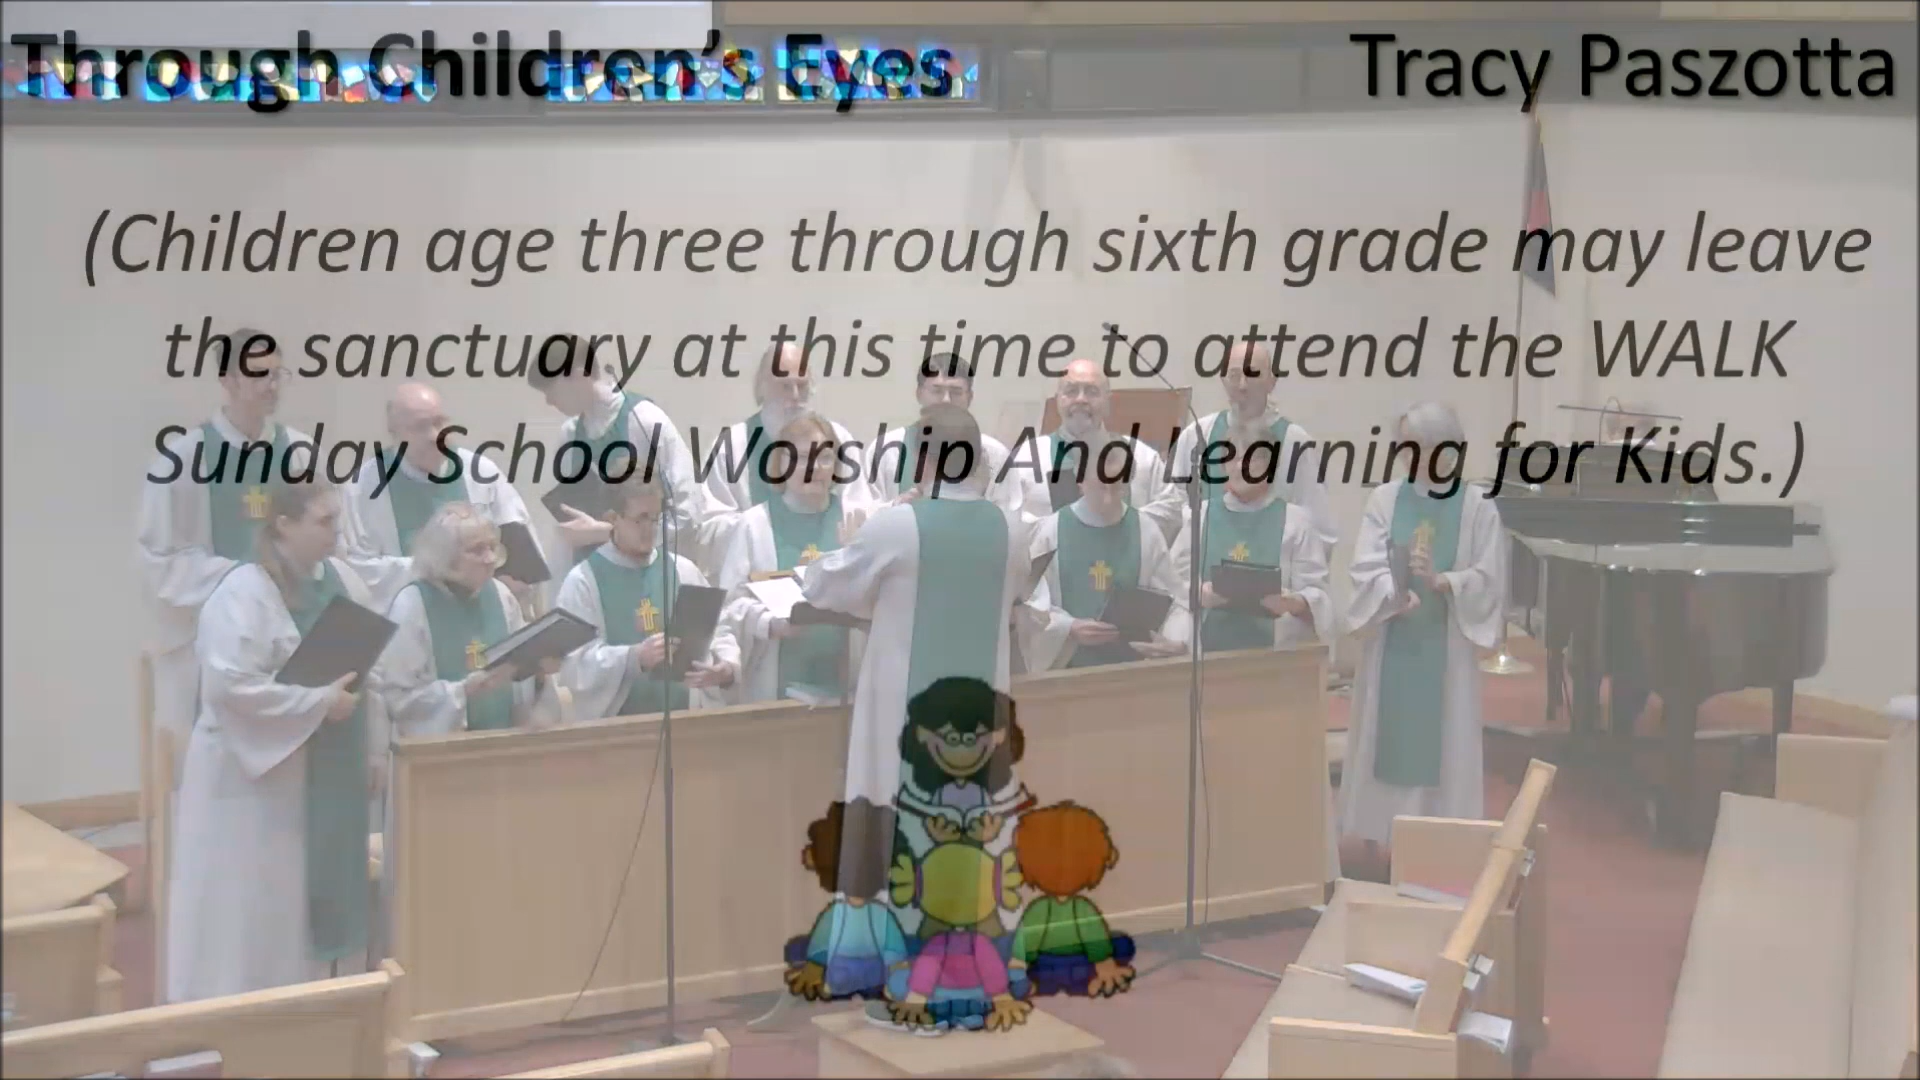 Through Children's Eyes Tracy Paszotta
(Children age three through sixth grade may leave
the sanctuary at this time to attend the WALK
Sunday School Worship And Learning for Kids.)